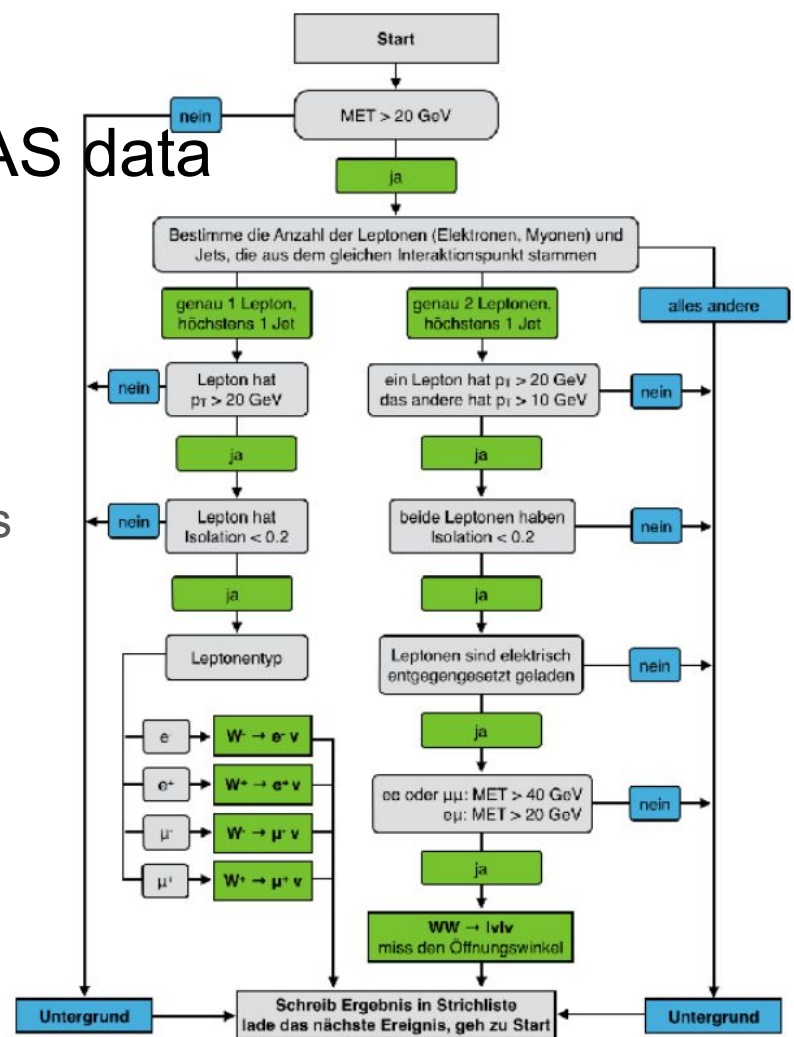 Start
nein
MET > 20 GeV
AS data
ja
Bestimme die Anzahl der Leptonen (Elektronen, Myonen) und
Jets, die aus dem gleichen Interaktionspunkt stammen
genau 1 Lepton,
höchstens 1 Jet
genau 2 Leptonen,
höchstens 1 Jet
alles andere
nein
Lepton hat
pT > 20 GeV
ein Lepton hat pT > 20 GeV
das andere hat pT > 10 GeV
nein
ja
ja
s
nein
Lepton hat
Isolation < 0.2
beide Leptonen haben
Isolation < 0.2
nein
ja
ja
Leptonentyp
Leptonen sind elektrisch
entgegengesetzt geladen
nein
ja
e-
W- → e- ν
e+
W+ → e+ ν
μ-
W- → μ- ν
μ+
W+ → μ+ ν
ee oder μμ: MET > 40 GeV
eμ: MET > 20 GeV
nein
ja
WW → lνlν
miss den Öffnungswinkel
Untergrund
Schreib Ergebnis in Strichliste
lade das nächste Ereignis, geh zu Start
Untergrund